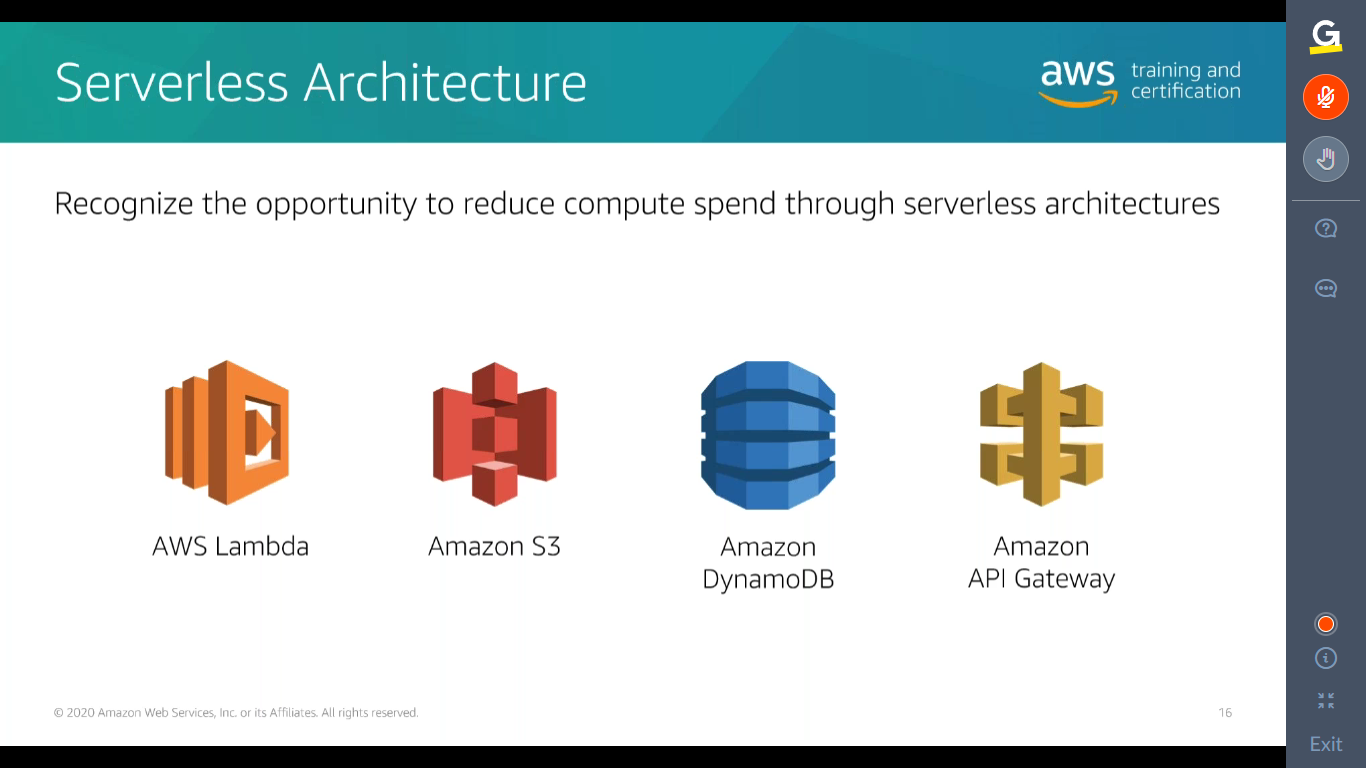 Serverless Architecture
aws training and
certification
Recognize the opportunity to reduce compute spend through serverless architectures
AWS Lambda
Amazon S3
Amazon
DynamoDB
Amazon
API Gateway
© 2020 Amazon Web Services, Inc. or its Affiliates. All rights reserved.
16
G
Exit